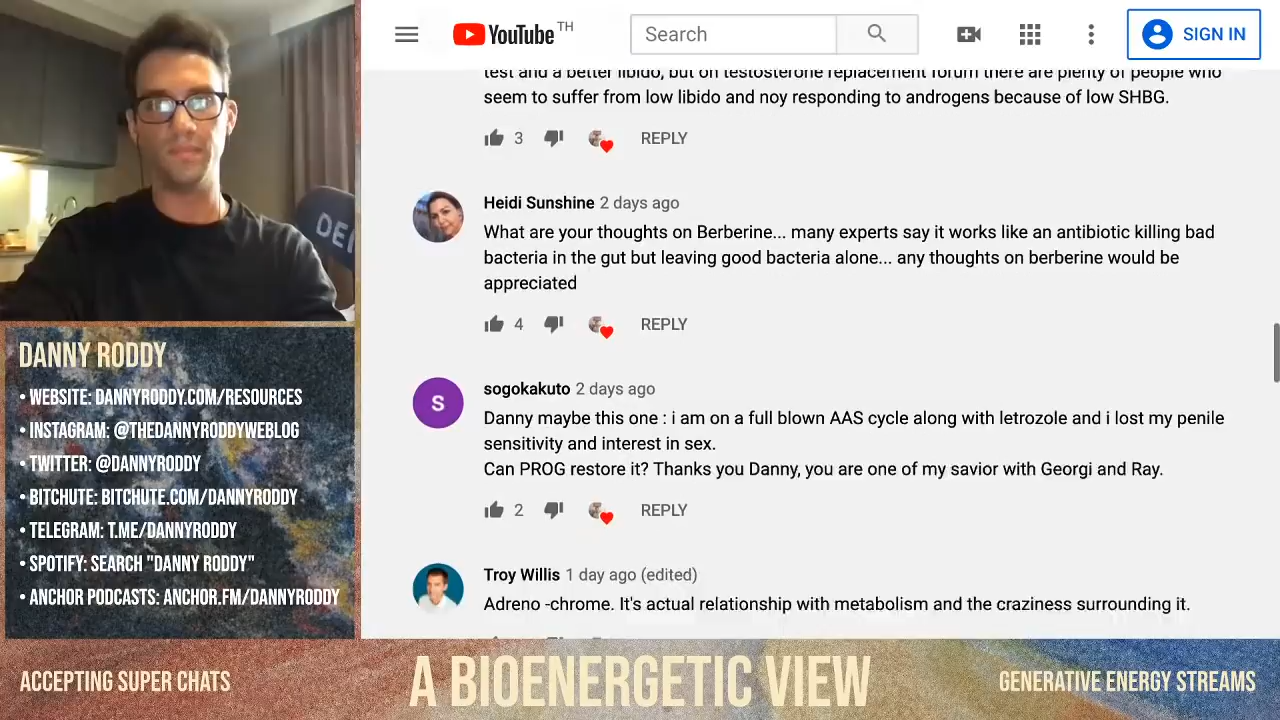 YouTube TH
Search
SIGN IN
test and a better libido, but on testosterone replacement forum there are plenty of people who
seem to suffer from low libido and noy responding to androgens because of low SHBG.
3
REPLY
Heidi Sunshine 2 days ago
What are your thoughts on Berberine... many experts say it works like an antibiotic killing bad
bacteria in the gut but leaving good bacteria alone... any thoughts on berberine would be
appreciated
4
REPLY
S
sogokakuto 2 days ago
Danny maybe this one : i am on a full blown AAS cycle along with letrozole and i lost my penile
sensitivity and interest in sex.
Can PROG restore it? Thanks you Danny, you are one of my savior with Georgi and Ray.
2
REPLY
Troy Willis 1 day ago (edited)
Adreno -chrome. It's actual relationship with metabolism and the craziness surrounding it.
DANNY RODDY
• WEBSITE: DANNYRODDY.COM/RESOURCES
• INSTAGRAM: @THEDANNYRODDYWEBLOG
• TWITTER: @DANNYRODDY
• BITCHUTE: BITCHUTE.COM/DANNYRODDY
• TELEGRAM: T.ME/DANNYRODDY
• SPOTIFY: SEARCH "DANNY RODDY"
• ANCHOR PODCASTS: ANCHOR.FM/DANNYRODDY
ACCEPTING SUPER CHATS
A BIOENERGETIC VIEW
GENERATIVE ENERGY STREAMS